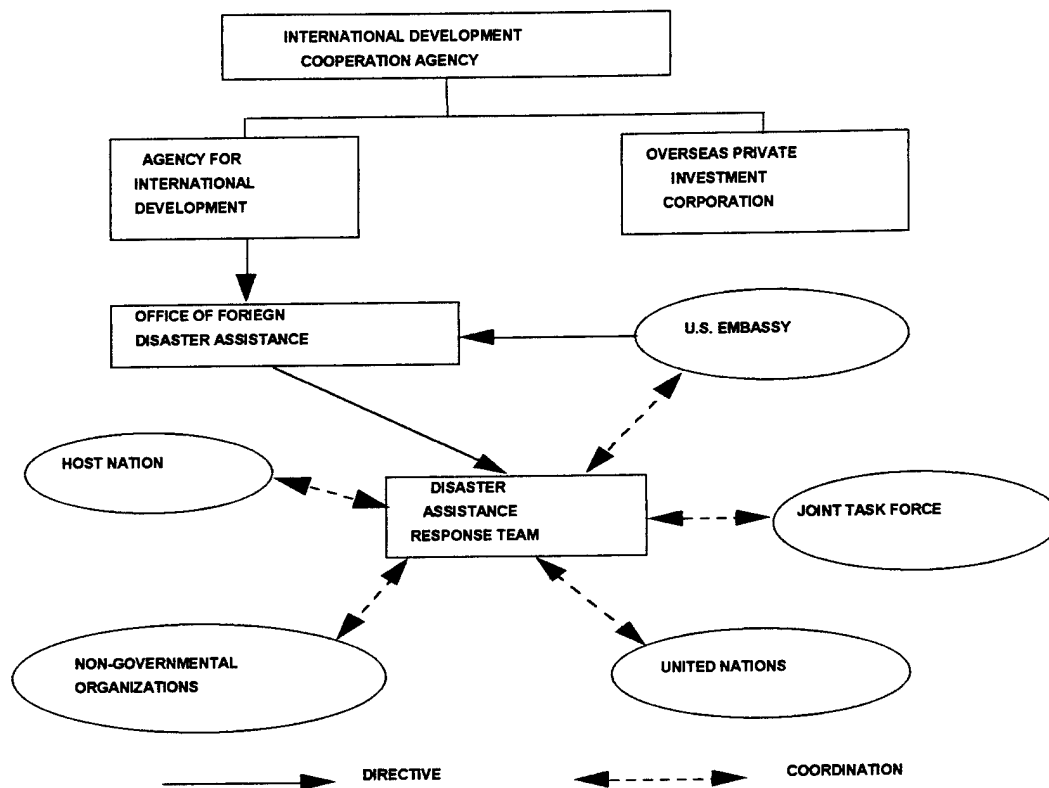 INTERNATIONAL DEVELOPMENT
COOPERATION AGENCY
AGENCY FOR
INTERNATIONAL
DEVELOPMENT
OVERSEAS PRIVATE
INVESTMENT
CORPORATION
OFFICE OF FORIEGN
DISASTER ASSISTANCE
U.S. EMBASSY
HOST NATION
DISASTER
ASSISTANCE
RESPONSE TEAM
JOINT TASK FORCE
NON-GOVERNMENTAL
ORGANIZATIONS
UNITED NATIONS
DIRECTIVE
COORDINATION